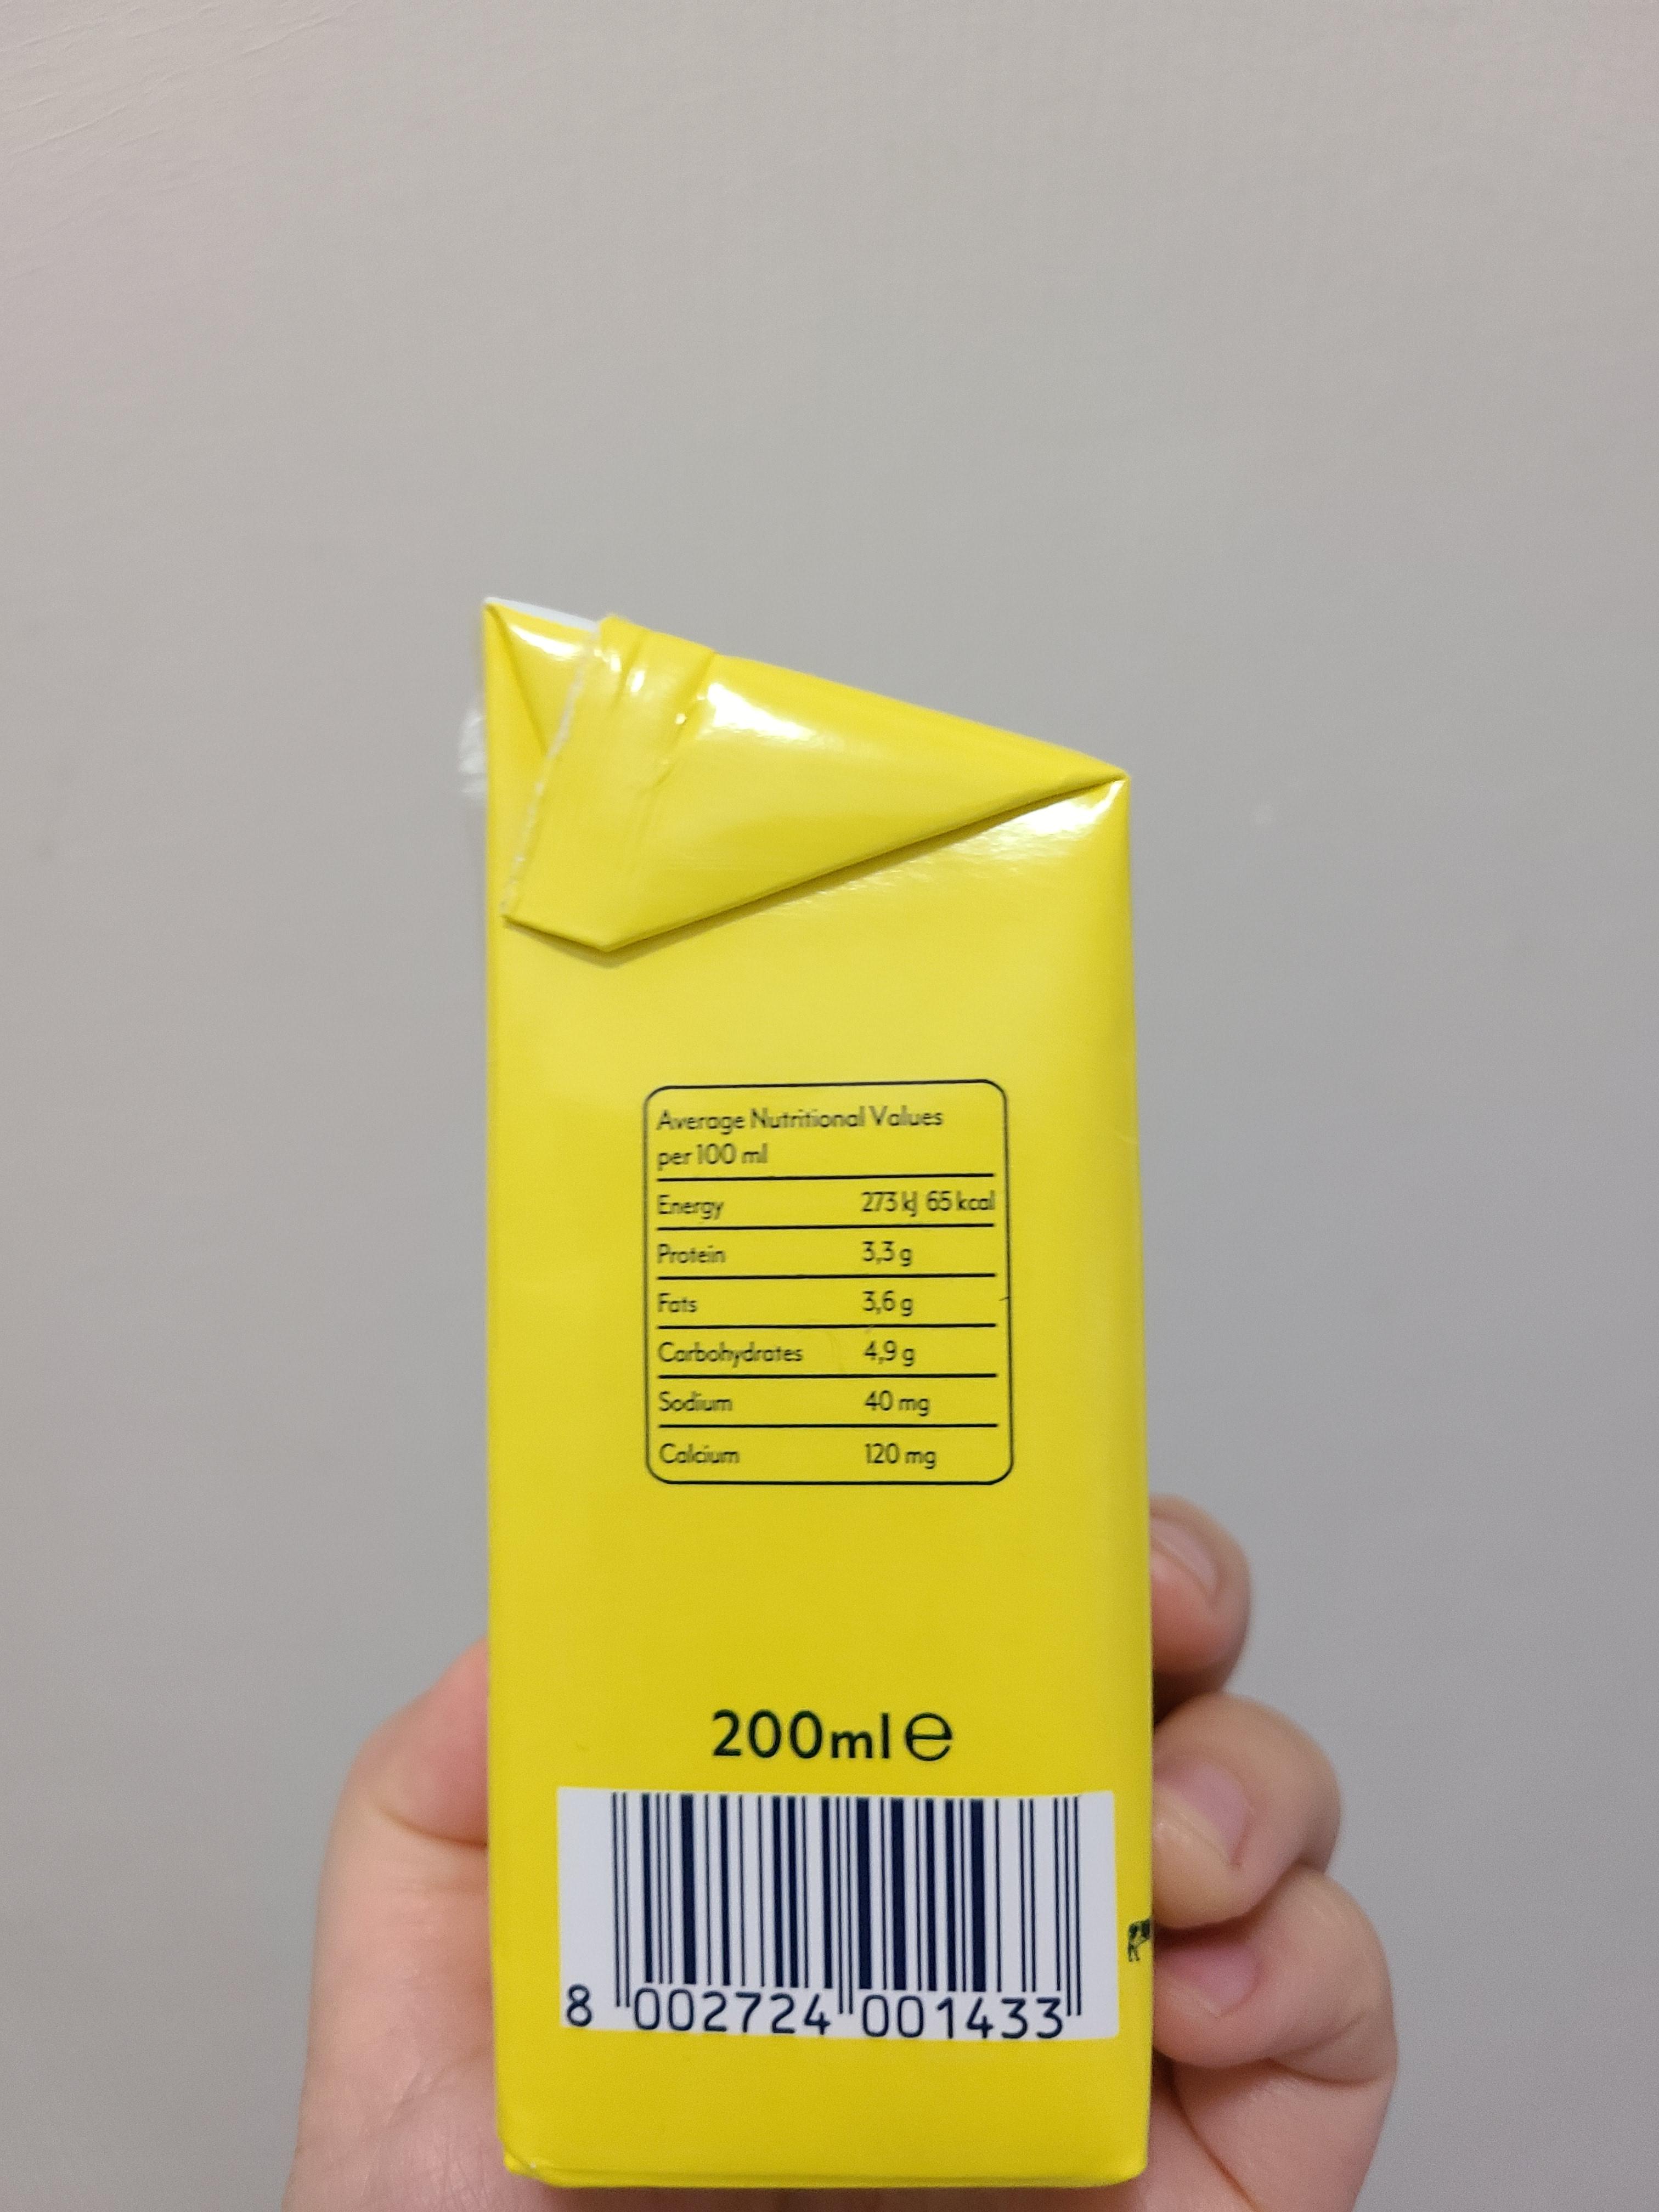 Average Nutritional Values
per 100 ml
Energy 273 kJ 65 kcal
Protein 3,3 g
Fats 3,6 g
Carbohydrates 4,9 g
Sodium 40 mg
Calcium 120 mg
200ml e
8 002724 001433